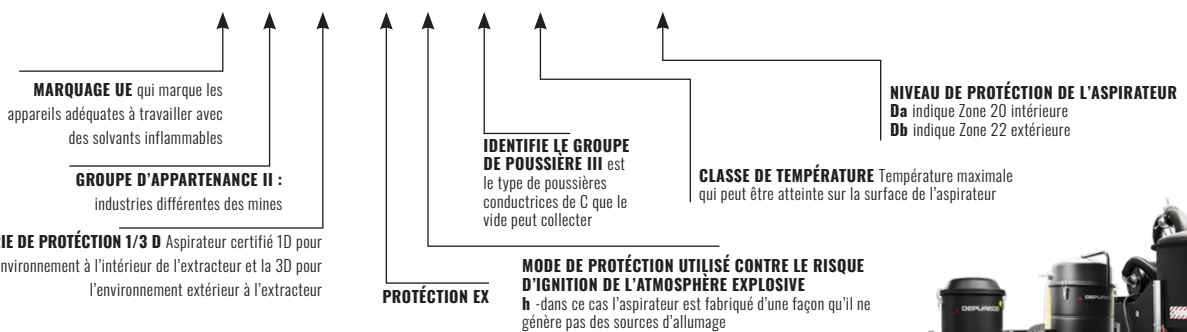 MARQUAGE UE qui marque les
appareils adéquates à travailler avec
des solvants inflammables
GROUPE D'APPARTENANCE II :
industries différentes des mines
RIE DE PROTÉCTION 1/3 D Aspirateur certifié 1D pour
nvironnement à l'intérieur de l'extracteur et la 3D pour
l'environnement extérieur à l'extracteur
PROTÉCTION EX
MODE DE PROTÉCTION UTILISÉ CONTRE LE RISQUE
D'IGNITION DE L'ATMOSPHÈRE EXPLOSIVE
h -dans ce cas l'aspirateur est fabriqué d'une façon qu'il ne
génère pas des sources d'allumage
IDENTIFIE LE GROUPE
DE POUSSIÈRE III est
le type de poussières
conductrices de C que le
vide peut collecter
CLASSE DE TEMPÉRATURE Température maximale
qui peut être atteinte sur la surface de l'aspirateur
NIVEAU DE PROTÉCTION DE L'ASPIRATEUR
Da indique Zone 20 intérieure
Db indique Zone 22 extérieure
DEPURECO